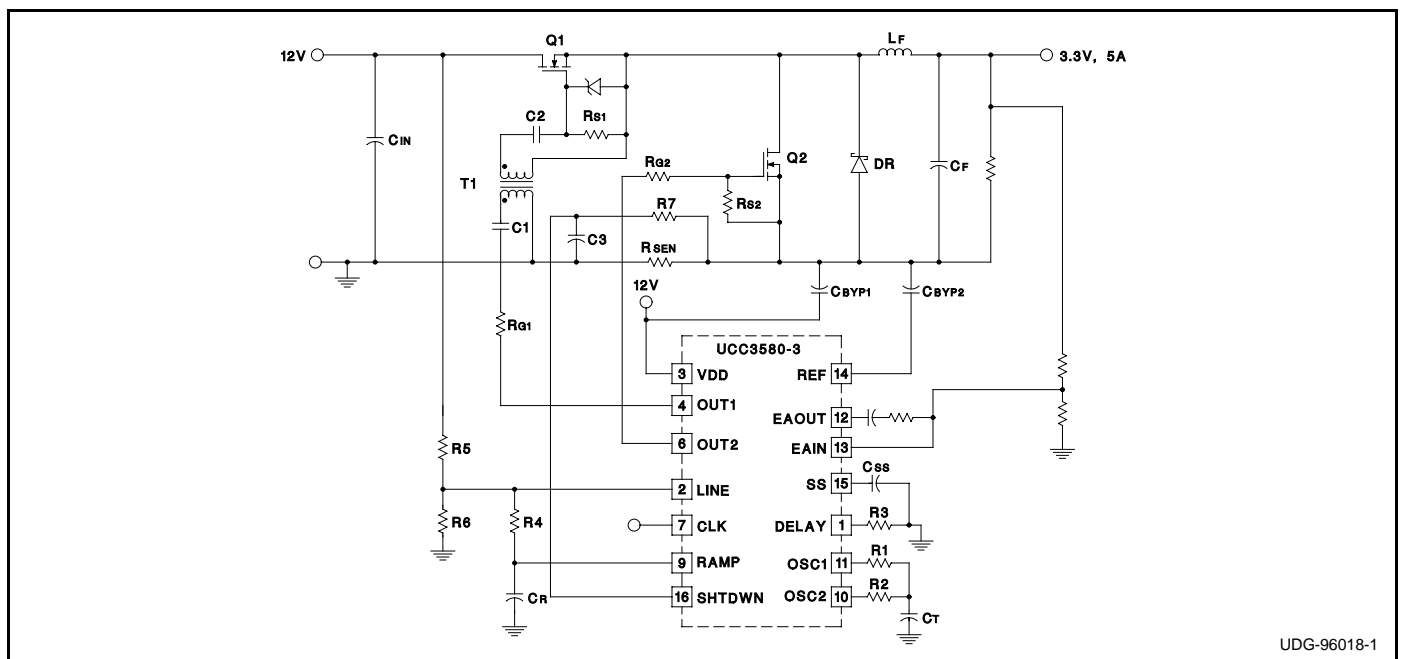 Q1
LF
12V
3.3V, 5A
C2
RS1
CIN
T1
RG2
Q2
DR
CF
RS2
R7
C1
C3
RSEN
12V
CBYP1
CBYP2
RG1
UCC3580-3
3 VDD
REF 14
4 OUT1
EAOUT 12
6 OUT2
EAIN 13
R5
CSS
2 LINE
SS 15
R6
R4
7 CLK
DELAY 1
R3
9 RAMP
OSC1 11
R1
CR
16 SHTDWN
OSC2 10
R2
CT
UDG-96018-1